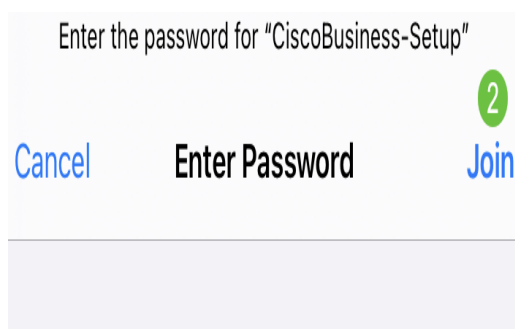 Enter the password for “CiscoBusiness-Setup”
2
Cancel Enter Password Join